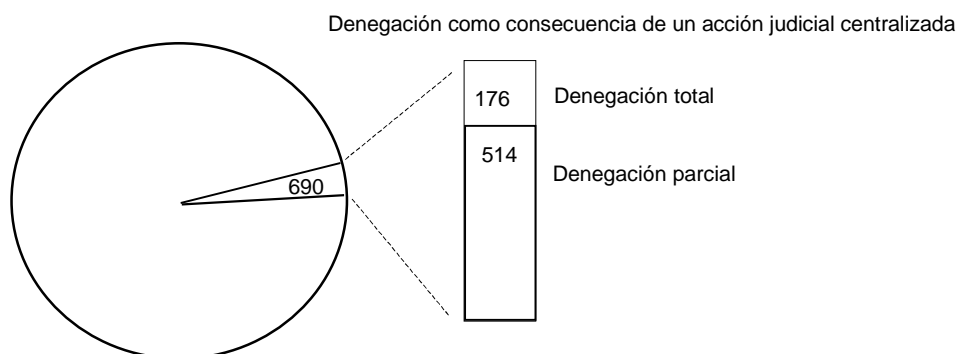 Denegación como consecuencia de un acción judicial centralizada
690
176
Denegación total
514
Denegación parcial